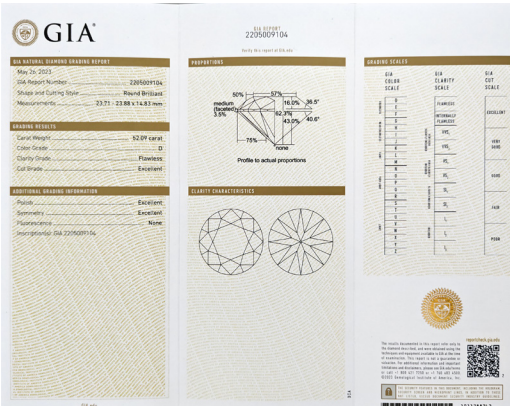 GIA
GIA NATURAL DIAMOND GRADING REPORT
May 26, 2023
GIA Report Number 2205009104
Shape and Cutting Style Round Brilliant
Measurements 23.71 - 23.88 x 14.83 mm
GRADING RESULTS
Carat Weight 52.09 carat
Color Grade D
Clarity Grade Flawless
Cut Grade Excellent
ADDITIONAL GRADING INFORMATION
Polish Excellent
Symmetry Excellent
Fluorescence None
Inscription(s): GIA 2205009104
GIA REPORT
2205009104
Verify this report at GIA.edu
PROPORTIONS
50%
57%
medium
(faceted)
3.5%
16.0%
36.5°
62.3%
43.0%
40.6°
75%
none
Profile to actual proportions
CLARITY CHARACTERISTICS
GRADING SCALES
GIA
COLOR
SCALE
GIA
CLARITY
SCALE
GIA
CUT
SCALE
D
E
F
G
H
I
J
K
L
M
N
O
P
Q
R
S
T
U
V
W
X
Y
Z
FLAWLESS
INTERNALLY
FLAWLESS
VVS₁
VVS₂
VS₁
VS₂
SI₁
SI₂
I₁
I₂
I₃
EXCELLENT
VERY
GOOD
GOOD
FAIR
POOR
reportcheck.gia.edu